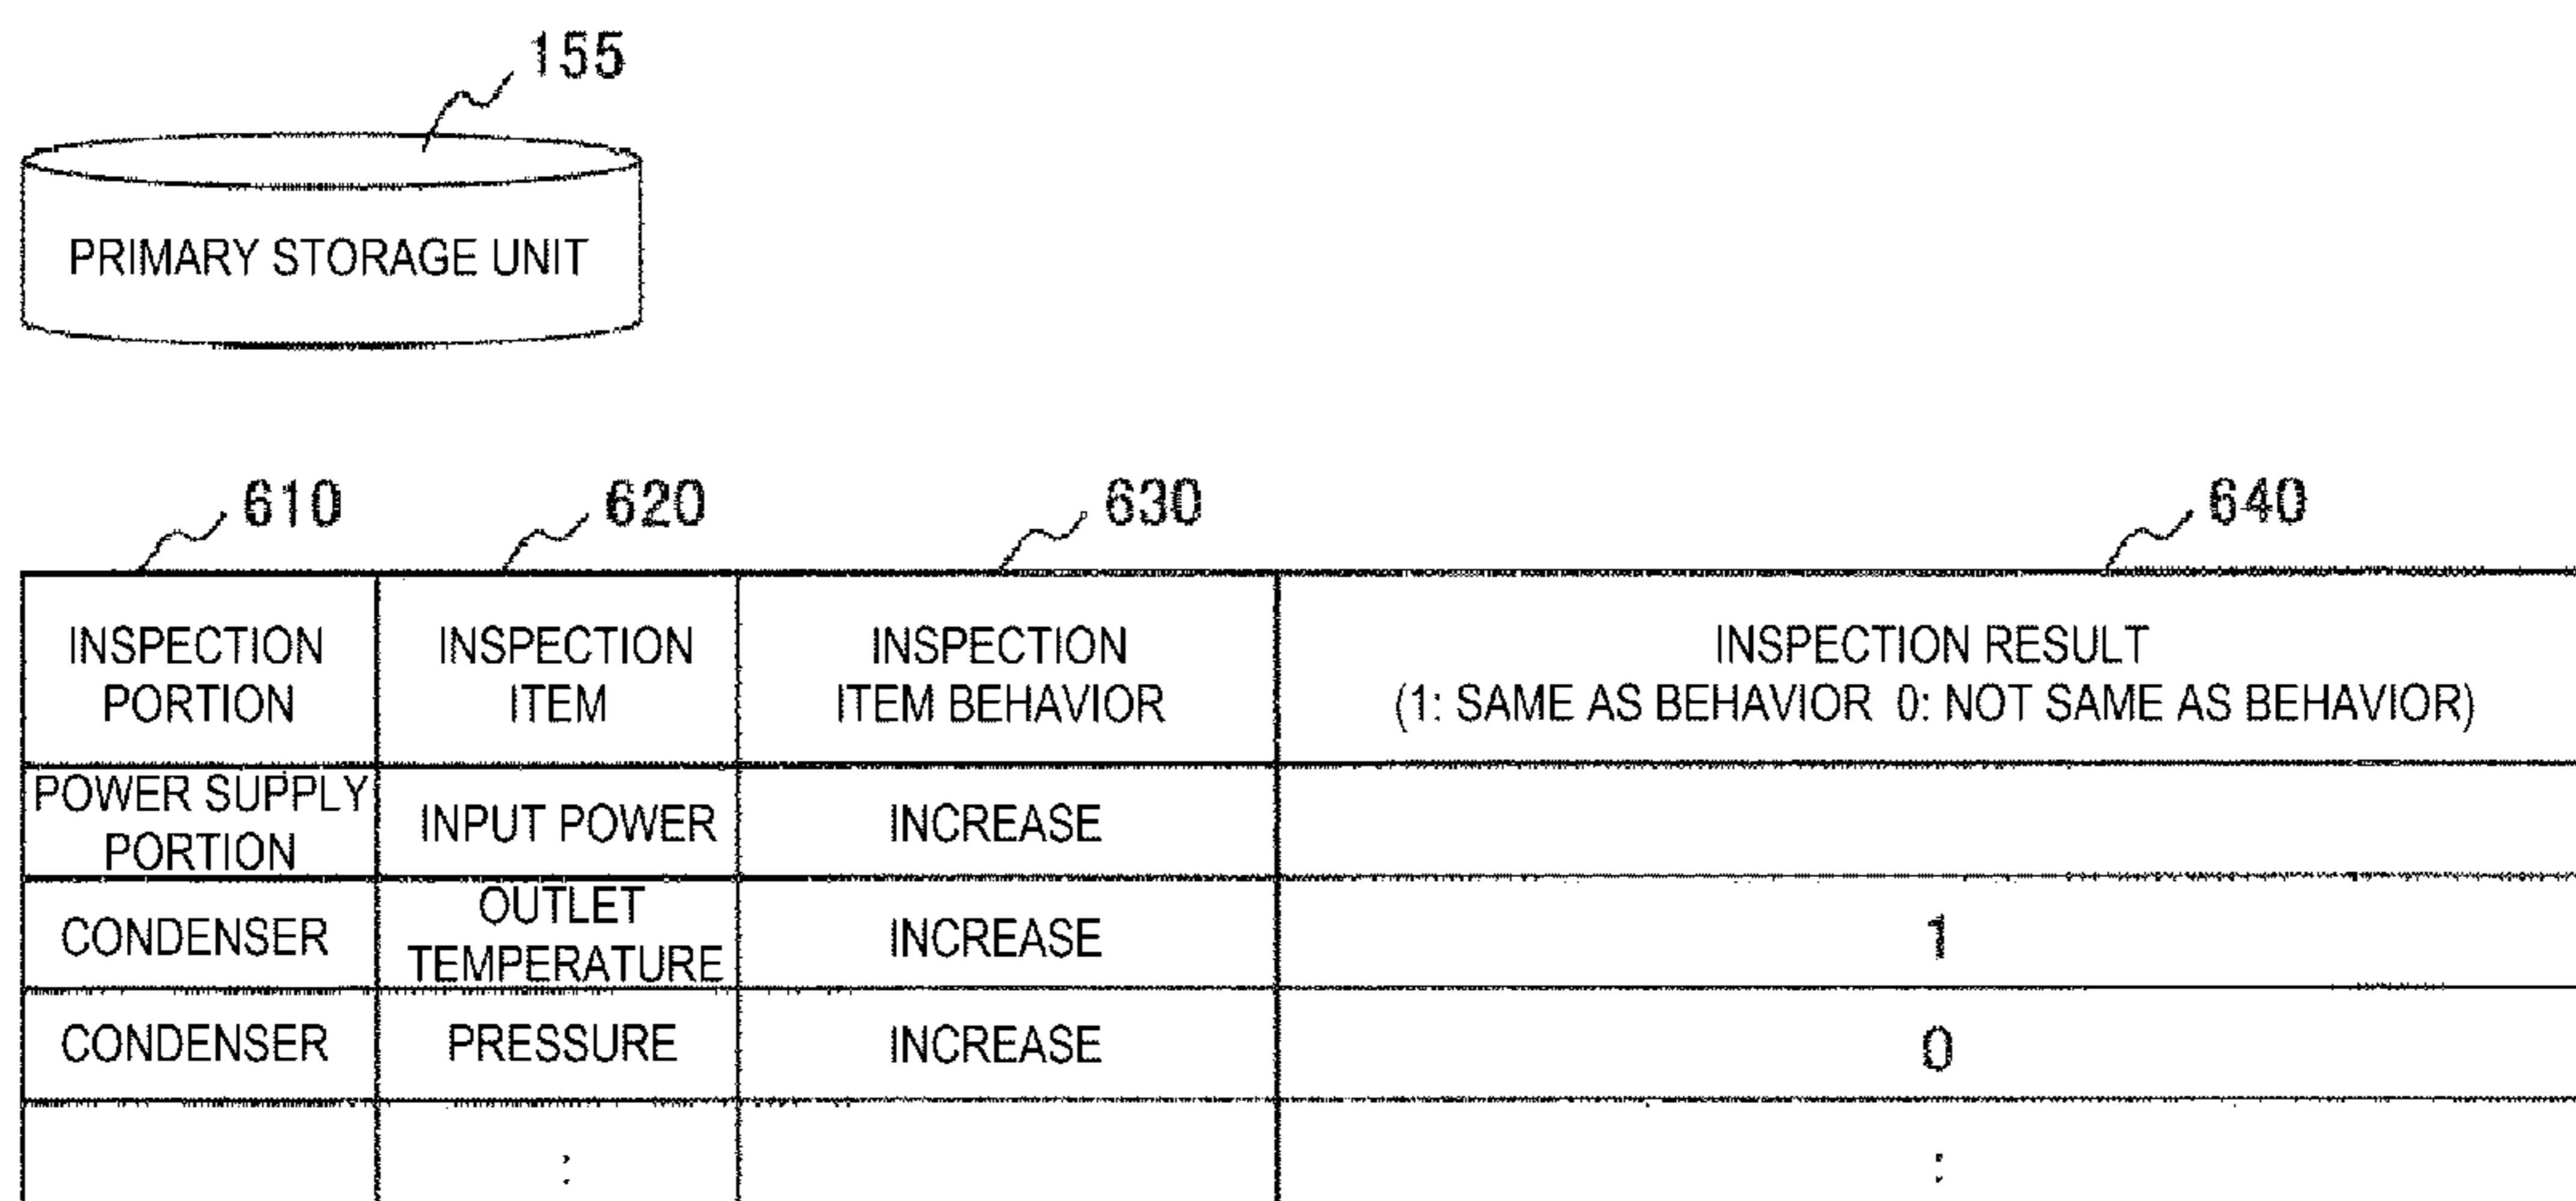 155
PRIMARY STORAGE UNIT
610
620
630
640
INSPECTION
PORTION
INSPECTION
ITEM
INSPECTION
ITEM BEHAVIOR
INSPECTION RESULT
(1: SAME AS BEHAVIOR 0: NOT SAME AS BEHAVIOR)
POWER SUPPLY
PORTION
INPUT POWER
INCREASE
CONDENSER
OUTLET
TEMPERATURE
INCREASE
1
CONDENSER
PRESSURE
INCREASE
0
:
: